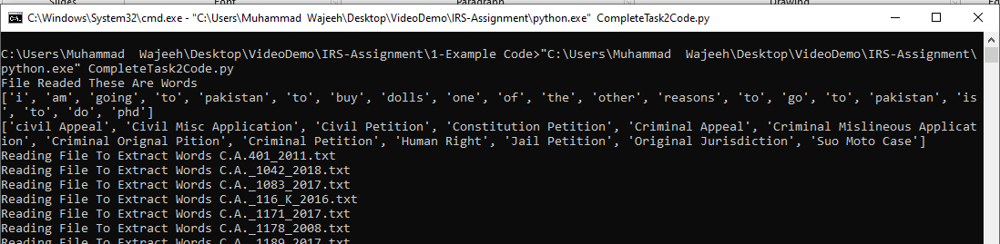 Slides Font Paragraph Drawing
C:\Windows\System32\cmd.exe - "C:\Users\Muhammad  Wajeeh\Desktop\VideoDemo\IRS-Assignment\python.exe"  CompleteTask2Code.py
C:\Users\Muhammad  Wajeeh\Desktop\VideoDemo\IRS-Assignment\1-Example Code>"C:\Users\Muhammad  Wajeeh\Desktop\VideoDemo\IRS-Assignment\
python.exe" CompleteTask2Code.py
File Readed These Are Words
['i', 'am', 'going', 'to', 'pakistan', 'to', 'buy', 'dolls', 'one', 'of', 'the', 'other', 'reasons', 'to', 'go', 'to', 'pakistan', 'is
', 'to', 'do', 'phd']
['civil Appeal', 'Civil Misc Application', 'Civil Petition', 'Constitution Petition', 'Criminal Appeal', 'Criminal Mislineous Applicat
ion', 'Criminal Orignal Pition', 'Criminal Petition', 'Human Right', 'Jail Petition', 'Original Jurisdiction', 'Suo Moto Case']
Reading File To Extract Words C.A.401_2011.txt
Reading File To Extract Words C.A._1042_2018.txt
Reading File To Extract Words C.A._1083_2017.txt
Reading File To Extract Words C.A._116_K_2016.txt
Reading File To Extract Words C.A._1171_2017.txt
Reading File To Extract Words C.A._1178_2008.txt
Reading File To Extract Words C.A._1189_2017.txt